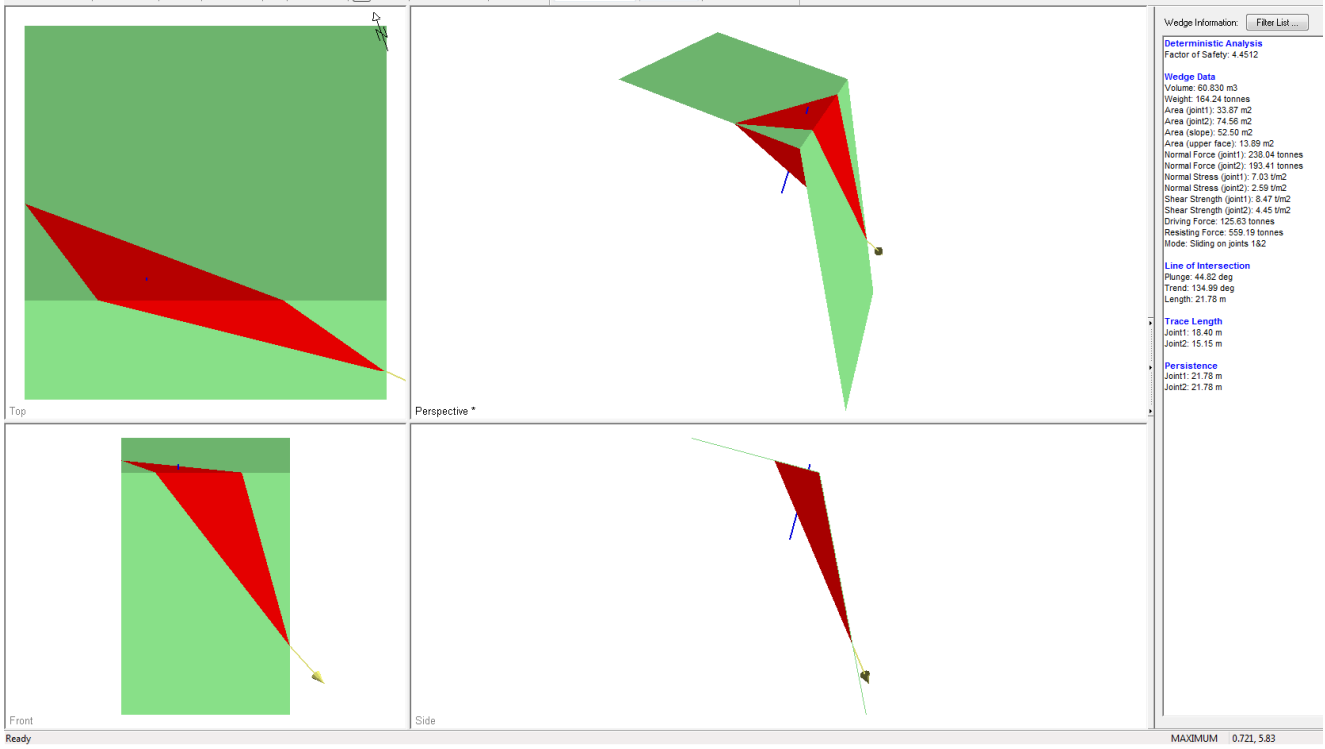 Wedge Information: Filter List ...
Deterministic Analysis
Factor of Safety: 4.4512
Wedge Data
Volume: 60.830 m3
Weight: 164.24 tonnes
Area (joint1): 33.87 m2
Area (joint2): 74.56 m2
Area (slope): 52.50 m2
Area (upper face): 13.89 m2
Normal Force (joint1): 238.04 tonnes
Normal Force (joint2): 193.41 tonnes
Normal Stress (joint1): 7.03 t/m2
Normal Stress (joint2): 2.59 t/m2
Shear Strength (joint1): 8.47 t/m2
Shear Strength (joint2): 4.45 t/m2
Driving Force: 125.63 tonnes
Resisting Force: 559.19 tonnes
Mode: Sliding on joints 1&2
Line of Intersection
Plunge: 44.82 deg
Trend: 134.99 deg
Length: 21.78 m
Trace Length
Joint1: 18.40 m
Joint2: 15.15 m
Persistence
Joint1: 21.78 m
Joint2: 21.78 m
N
Top
Perspective *
Front
Side
Ready
MAXIMUM 0.721, 5.83